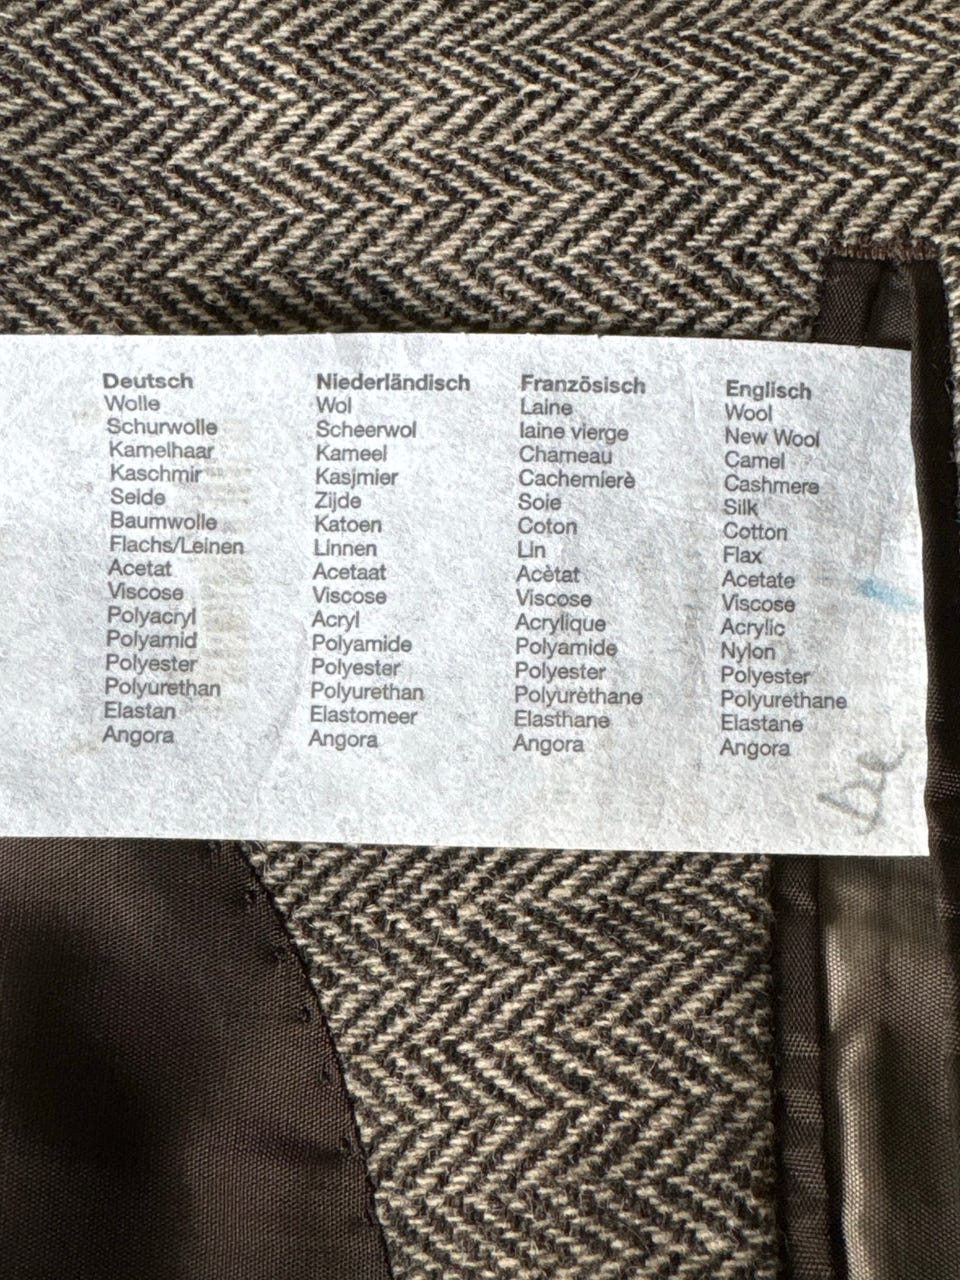 Deutsch Niederländisch Französisch Englisch
Wolle Wol Laine Wool
Schurwolle Scheerwol laine vierge New Wool
Kamelhaar Kameel Chameau Camel
Kaschmir Kasjmier Cachemierè Cashmere
Seide Zijde Soie Silk
Baumwolle Katoen Coton Cotton
Flachs/Leinen Linnen Lin Flax
Acetat Acetaat Acètat Acetate
Viscose Viscose Viscose Viscose
Polyacryl Acryl Acrylique Acrylic
Polyamid Polyamide Polyamide Nylon
Polyester Polyester Polyester Polyester
Polyurethan Polyurethan Polyurèthane Polyurethane
Elastan Elastomeer Elasthane Elastane
Angora Angora Angora Angora